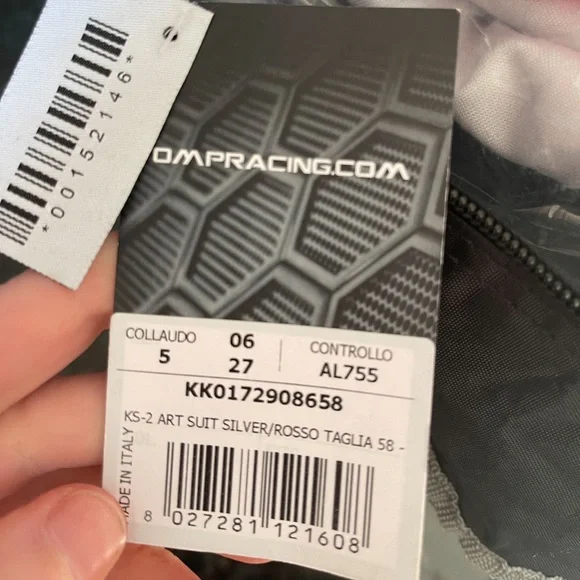 *00152146*
OMPRACING.COM
COLLAUDO 06 CONTROLLO
5 27 AL755
KK0172908658
KS-2 ART SUIT SILVER/ROSSO TAGLIA 58 -
MADE IN ITALY
8 027281 121608